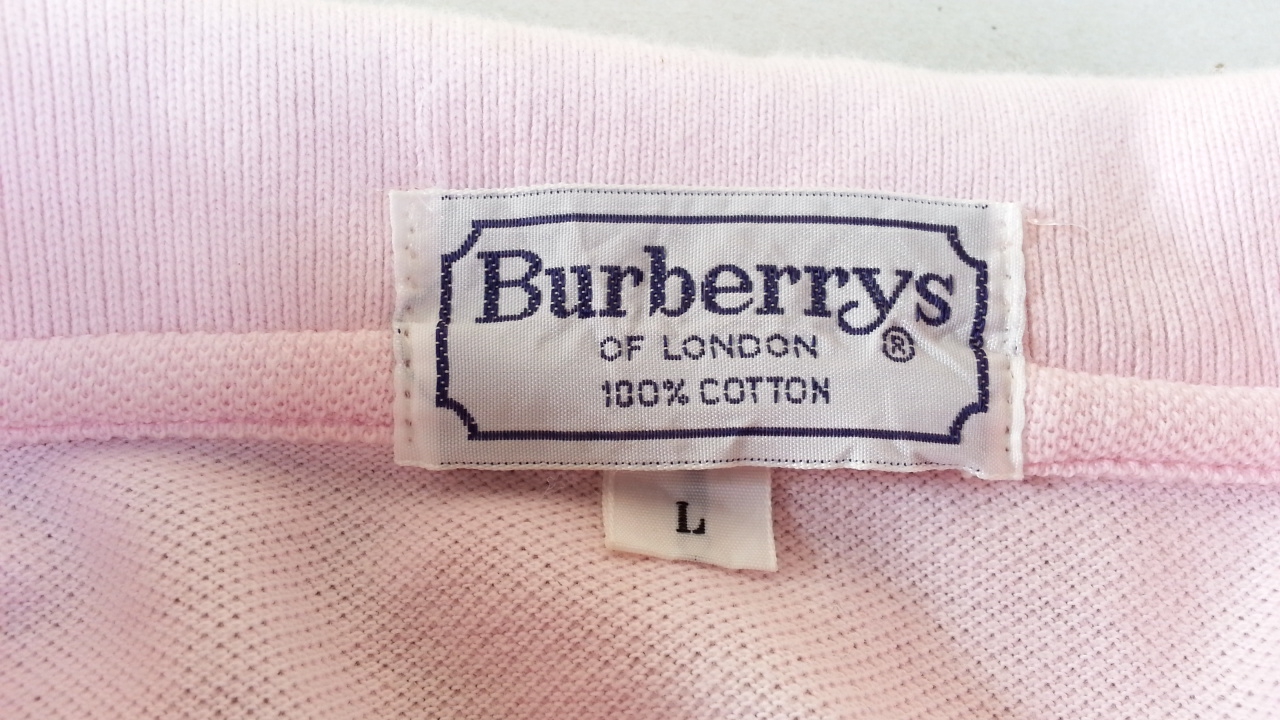 Burberrys
OF LONDON ®
100% COTTON
L